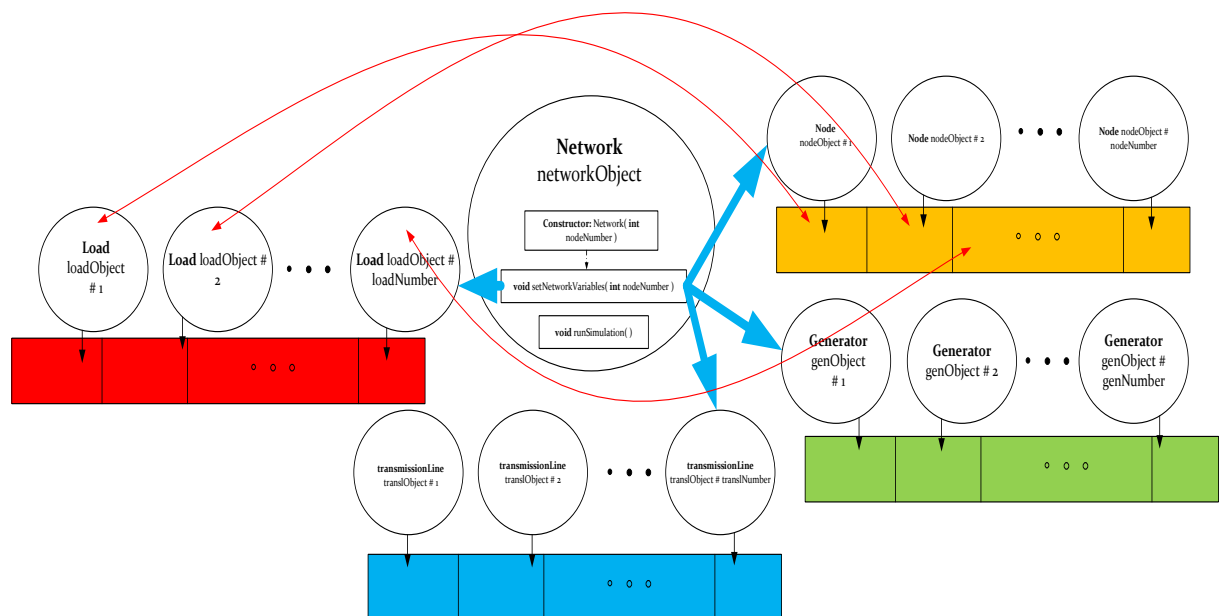 Network
networkObject
Constructor: Network( int
nodeNumber )
void setNetworkVariables( int nodeNumber )
void runSimulation( )
Node
nodeObject # 1
Node nodeObject # 2
Node nodeObject #
nodeNumber
Load
loadObject
# 1
Load loadObject #
2
Load loadObject #
loadNumber
Generator
genObject
# 1
Generator
genObject # 2
Generator
genObject #
genNumber
transmissionLine
translObject # 1
transmissionLine
translObject # 2
transmissionLine
translObject # translNumber